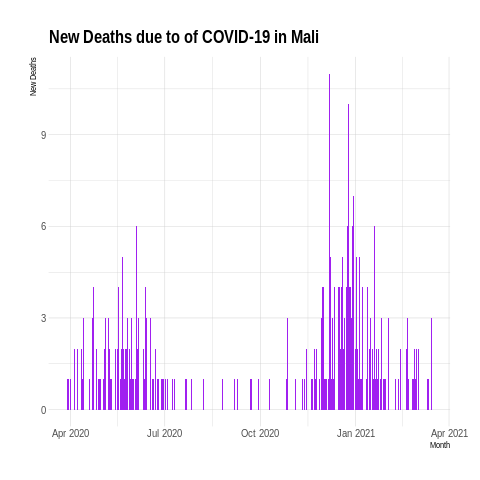 New Deaths due to of COVID-19 in Mali
New Deaths
9
6
3
0
Apr 2020 Jul 2020 Oct 2020 Jan 2021 Apr 2021
Month